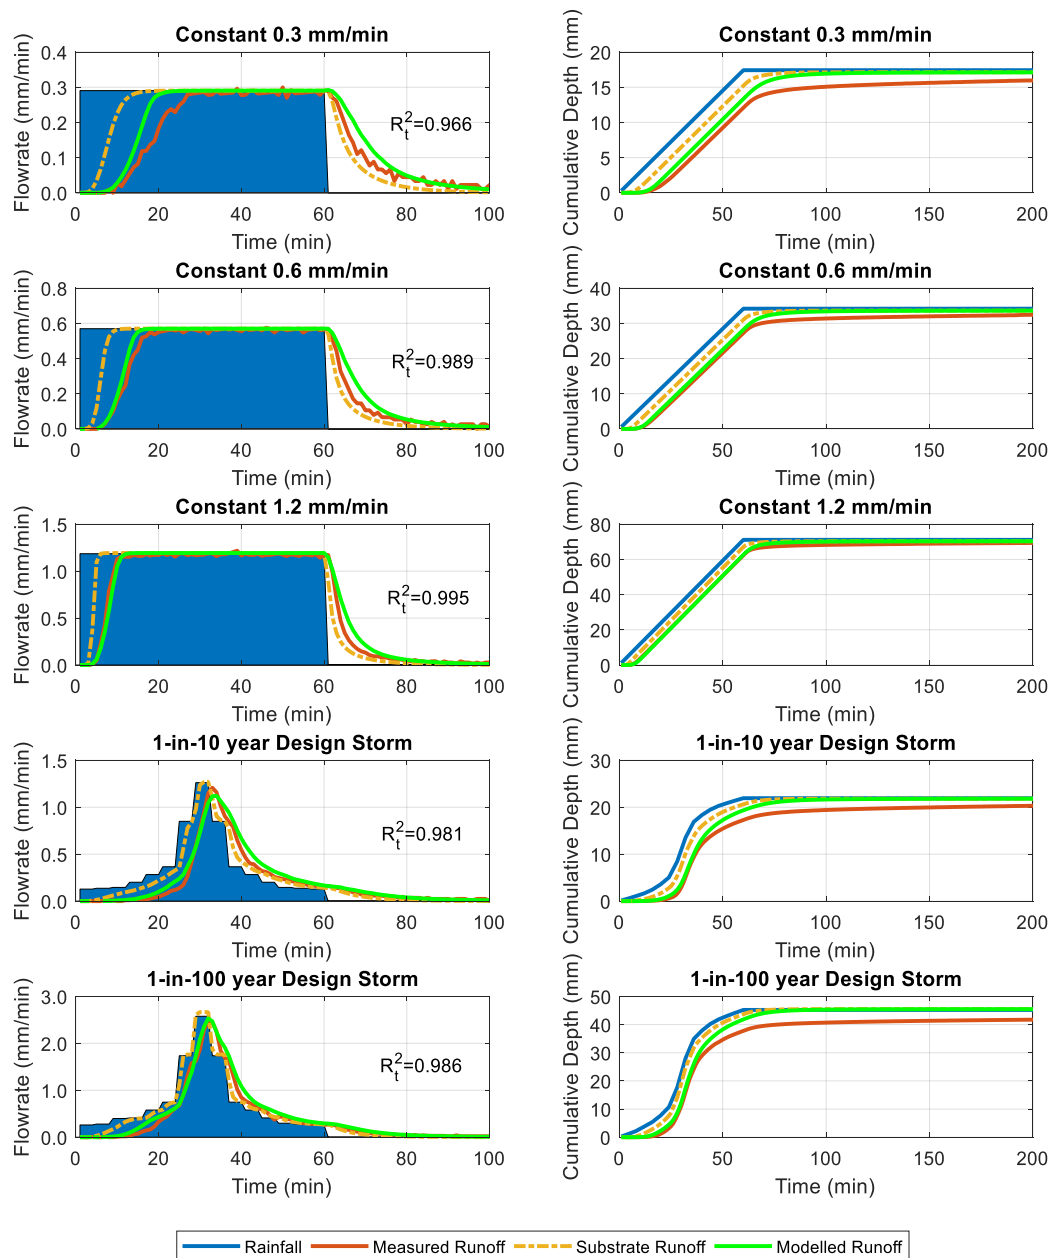 Constant 0.3 mm/min
Flowrate (mm/min)
0.4
0.3
0.2
0.1
0.0
R_t^2=0.966
0 20 40 60 80 100
Time (min)
Constant 0.3 mm/min
Cumulative Depth (mm)
20
15
10
5
0
0 50 100 150 200
Time (min)
Constant 0.6 mm/min
Flowrate (mm/min)
0.8
0.6
0.4
0.2
0.0
R_t^2=0.989
0 20 40 60 80 100
Time (min)
Constant 0.6 mm/min
Cumulative Depth (mm)
40
30
20
10
0
0 50 100 150 200
Time (min)
Constant 1.2 mm/min
Flowrate (mm/min)
1.5
1.0
0.5
0.0
R_t^2=0.995
0 20 40 60 80 100
Time (min)
Constant 1.2 mm/min
Cumulative Depth (mm)
80
60
40
20
0
0 50 100 150 200
Time (min)
1-in-10 year Design Storm
Flowrate (mm/min)
1.5
1.0
0.5
0.0
R_t^2=0.981
0 20 40 60 80 100
Time (min)
1-in-10 year Design Storm
Cumulative Depth (mm)
30
20
10
0
0 50 100 150 200
Time (min)
1-in-100 year Design Storm
Flowrate (mm/min)
3.0
2.0
1.0
0.0
R_t^2=0.986
0 20 40 60 80 100
Time (min)
1-in-100 year Design Storm
Cumulative Depth (mm)
50
40
30
20
10
0
0 50 100 150 200
Time (min)
Rainfall Measured Runoff Substrate Runoff Modelled Runoff